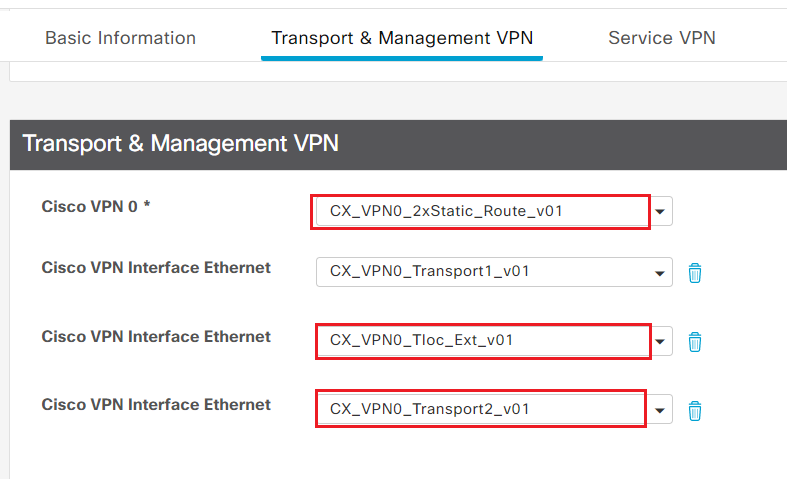 Basic Information Transport & Management VPN Service VPN
Transport & Management VPN
Cisco VPN 0 * CX_VPN0_2xStatic_Route_v01
Cisco VPN Interface Ethernet CX_VPN0_Transport1_v01
Cisco VPN Interface Ethernet CX_VPN0_Tloc_Ext_v01
Cisco VPN Interface Ethernet CX_VPN0_Transport2_v01